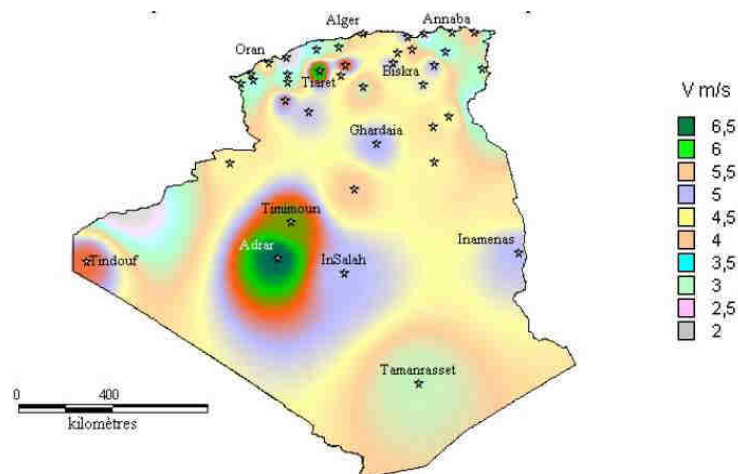 Alger
Annaba
Oran
Tiaret
Biskra
Ghardaia
Timimoun
Adrar
Tindouf
InSalah
Inamenas
Tamanrasset
0 400
kilomètres
V m/s
6,5
6
5,5
5
4,5
4
3,5
3
2,5
2